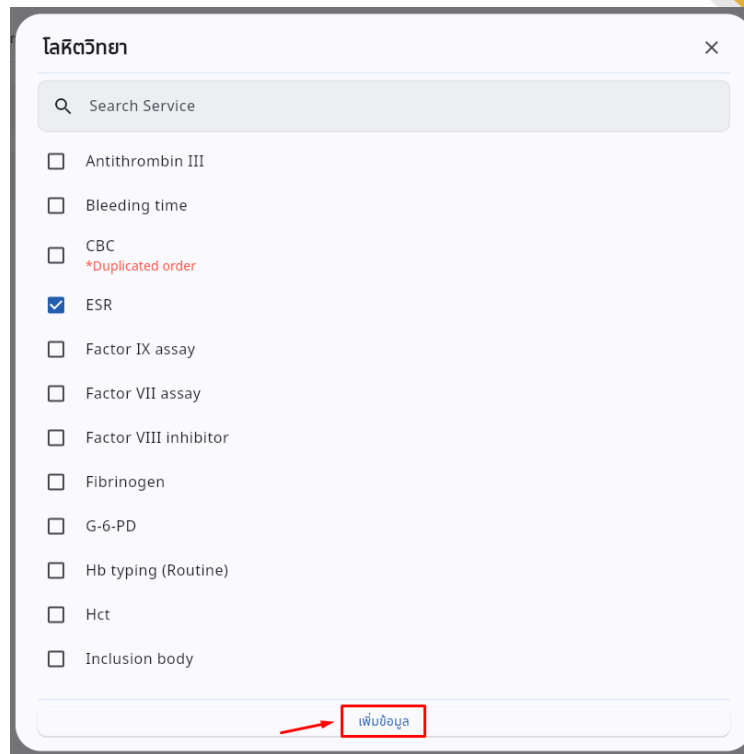 โลหิตวิทยา
Search Service
Antithrombin III
Bleeding time
CBC
*Duplicated order
ESR
Factor IX assay
Factor VII assay
Factor VIII inhibitor
Fibrinogen
G-6-PD
Hb typing (Routine)
Hct
Inclusion body
เพิ่มข้อมูล